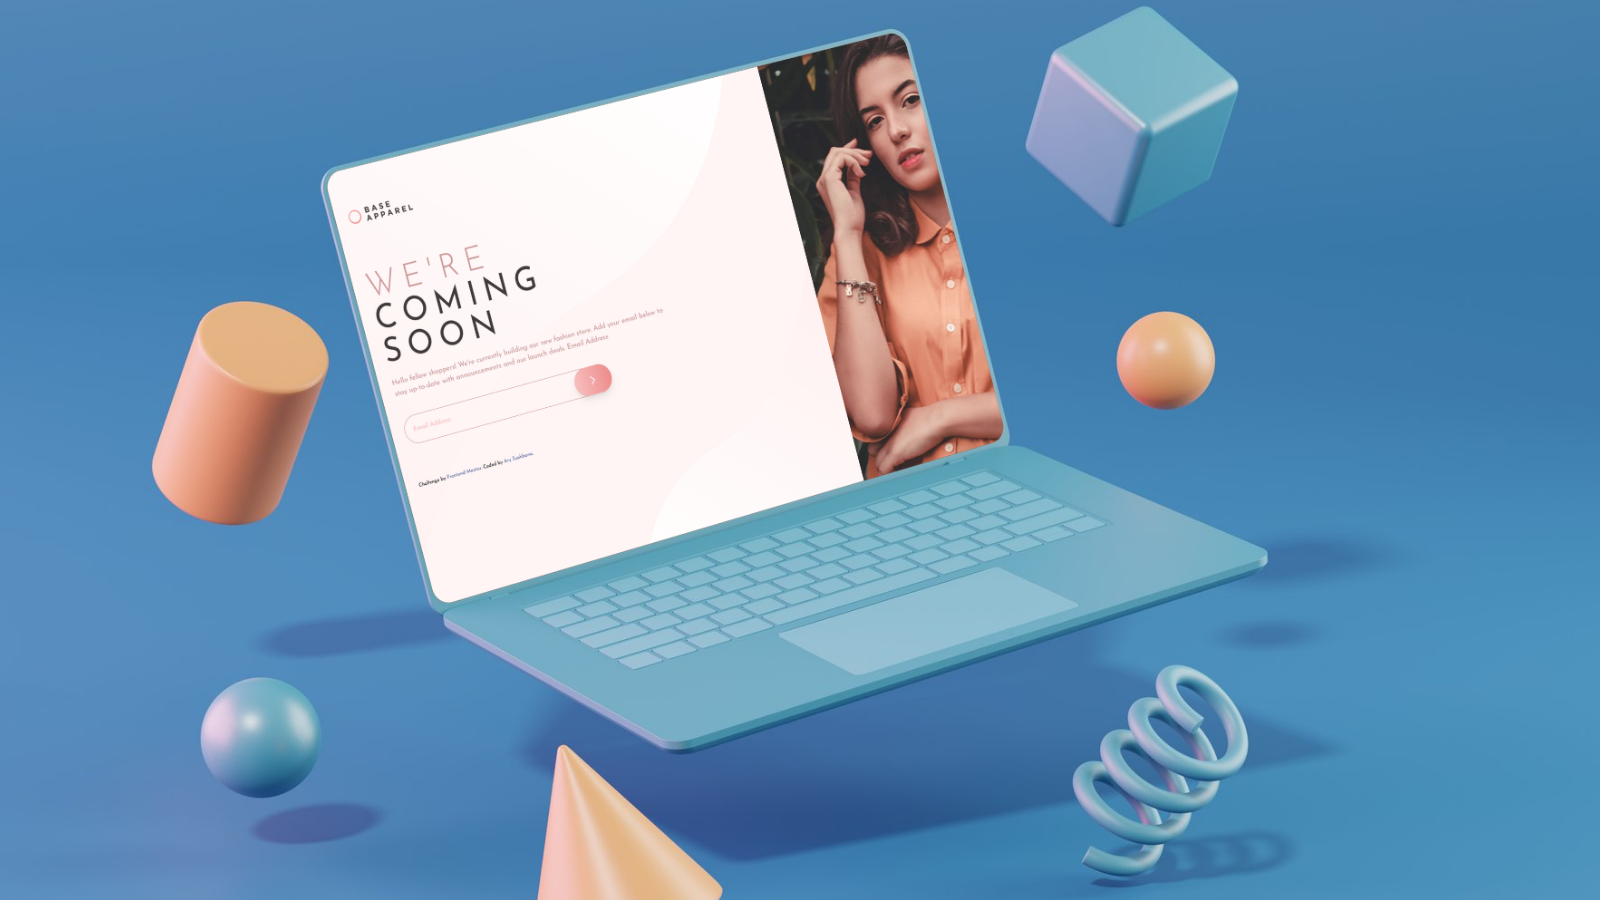 BASE
APPAREL
WE'RE
COMING
SOON
Hello fellow shoppers! We're currently building our new fashion store. Add your email below to
stay up-to-date with announcements and our launch deals. Email Address
Email Address
Challenge by Frontend Mentor. Coded by